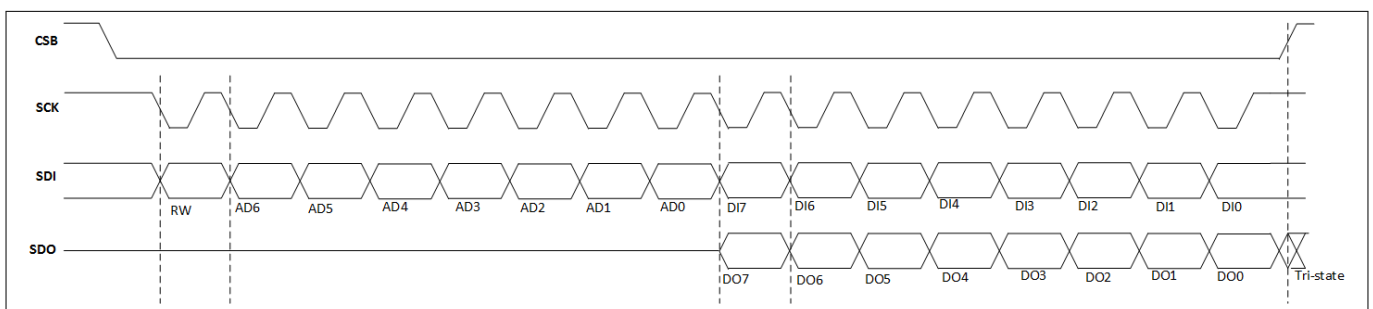 CSB
SCK
SDI
RW AD6 AD5 AD4 AD3 AD2 AD1 AD0 DI7 DI6 DI5 DI4 DI3 DI2 DI1 DI0
SDO
DO7 DO6 DO5 DO4 DO3 DO2 DO1 DO0 Tri-state